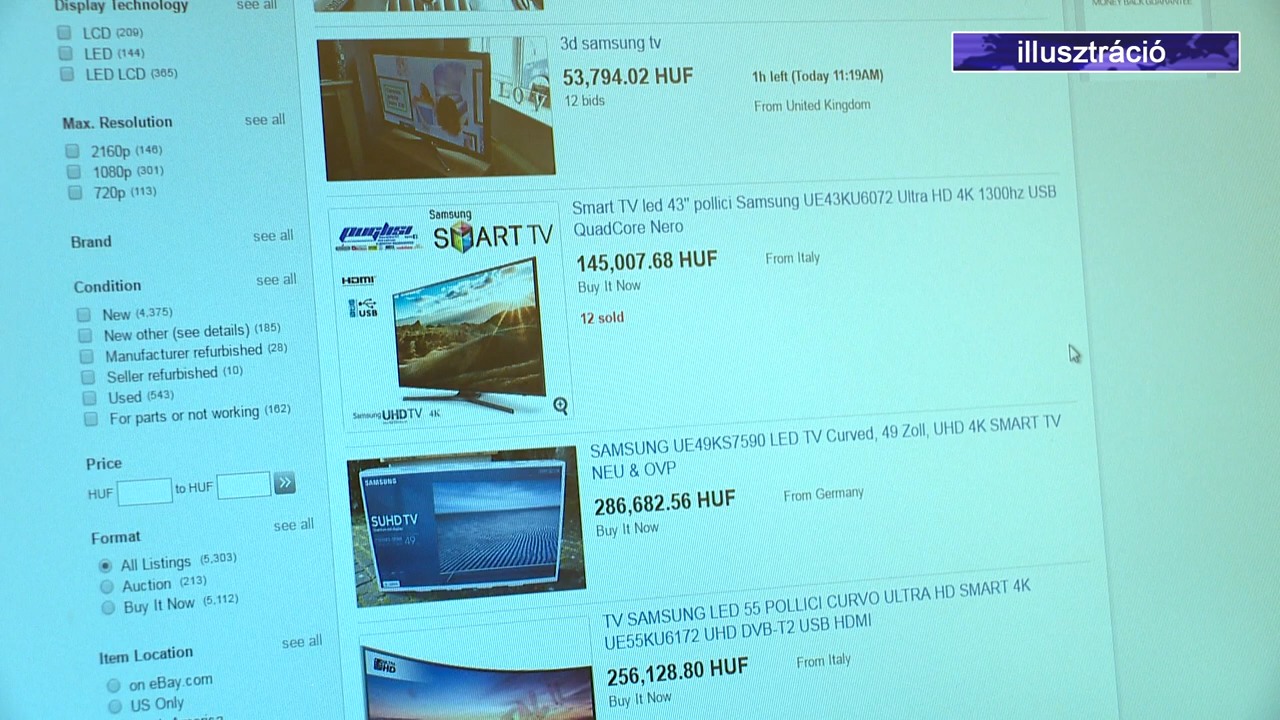 Display Technology see all
LCD (209)
LED (144)
LED LCD (365)
Max. Resolution see all
2160p (146)
1080p (301)
720p (113)
Brand see all
Condition see all
New (4,375)
New other (see details) (185)
Manufacturer refurbished (28)
Seller refurbished (10)
Used (543)
For parts or not working (162)
Price
HUF to HUF
Format see all
All Listings (5,303)
Auction (213)
Buy It Now (5,112)
Item Location see all
on eBay.com
US Only
3d samsung tv
53,794.02 HUF
12 bids
1h left (Today 11:19AM)
From United Kingdom
Samsung
SMART TV
HDMI
USB
Samsung UHD TV 4K
Smart TV led 43" pollici Samsung UE43KU6072 Ultra HD 4K 1300hz USB
QuadCore Nero
145,007.68 HUF
From Italy
Buy It Now
12 sold
SAMSUNG
SUHD TV
49
SAMSUNG UE49KS7590 LED TV Curved, 49 Zoll, UHD 4K SMART TV
NEU & OVP
286,682.56 HUF
From Germany
Buy It Now
TV SAMSUNG LED 55 POLLICI CURVO ULTRA HD SMART 4K
UE55KU6172 UHD DVB-T2 USB HDMI
256,128.80 HUF
From Italy
Buy It Now
MONEY BACK GUARANTEE
illusztráció